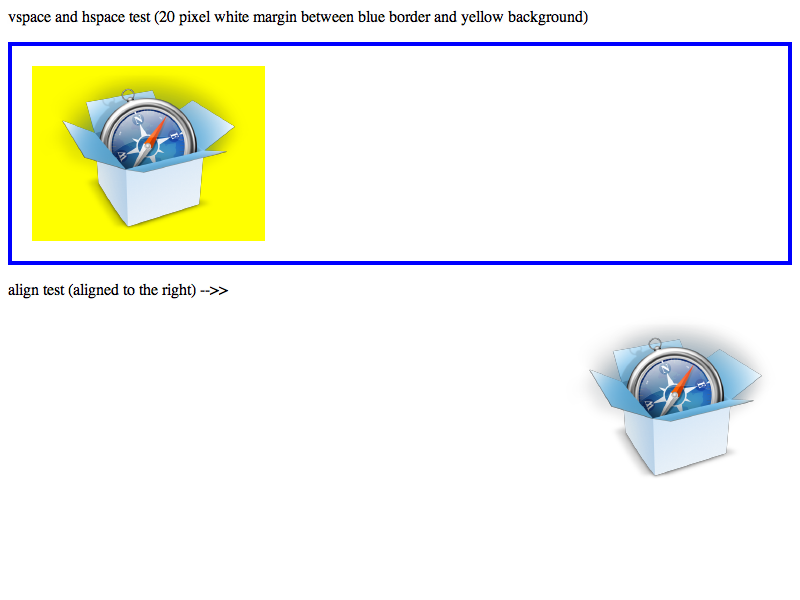 vspace and hspace test (20 pixel white margin between blue border and yellow background)
N
E
W
align test (aligned to the right) -->>
N
E
W